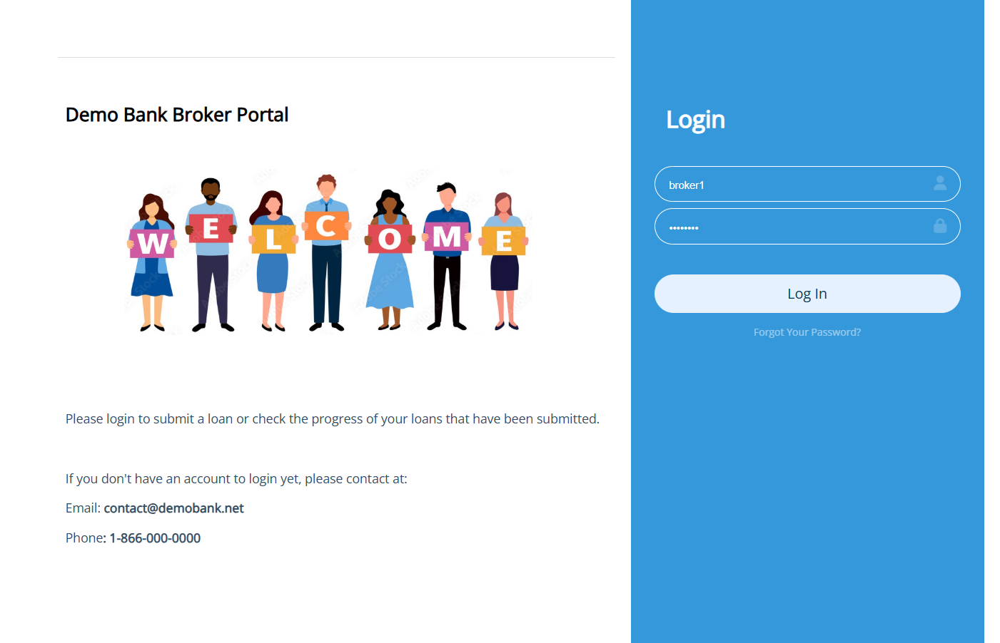 Demo Bank Broker Portal
WELCOME
Please login to submit a loan or check the progress of your loans that have been submitted.
If you don't have an account to login yet, please contact at:
Email: contact@demobank.net
Phone: 1-866-000-0000
Login
broker1
••••••••
Log In
Forgot Your Password?